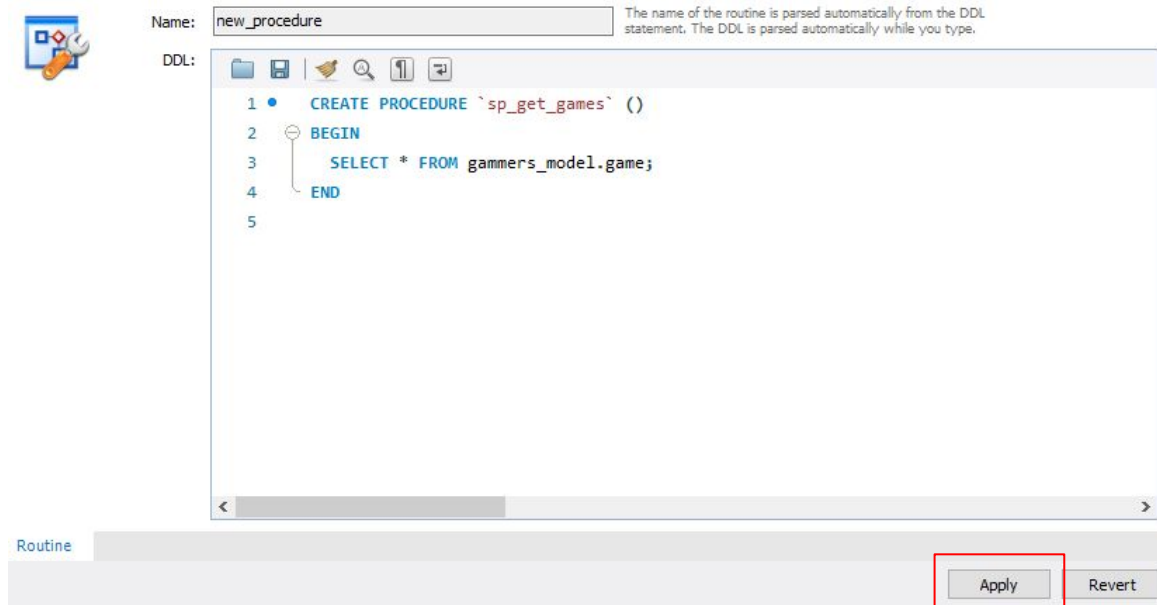 Name: new_procedure
The name of the routine is parsed automatically from the DDL
statement. The DDL is parsed automatically while you type.
DDL:
1 CREATE PROCEDURE `sp_get_games` ()
2 BEGIN
3 SELECT * FROM gammers_model.game;
4 END
5
Routine
Apply Revert